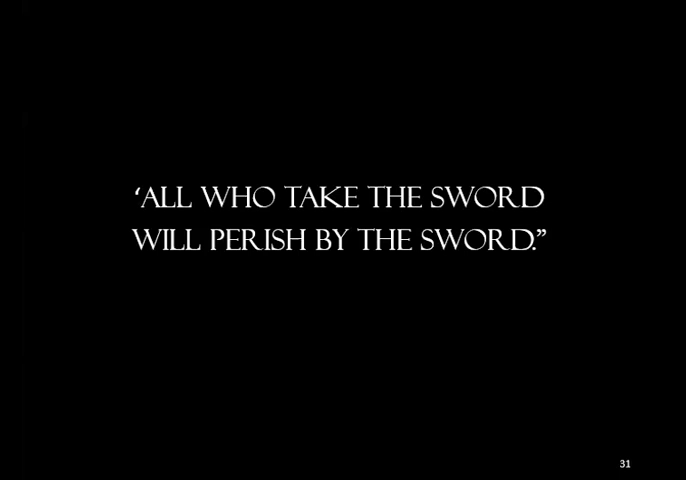 ‘ALL WHO TAKE THE SWORD
WILL PERISH BY THE SWORD.”
31